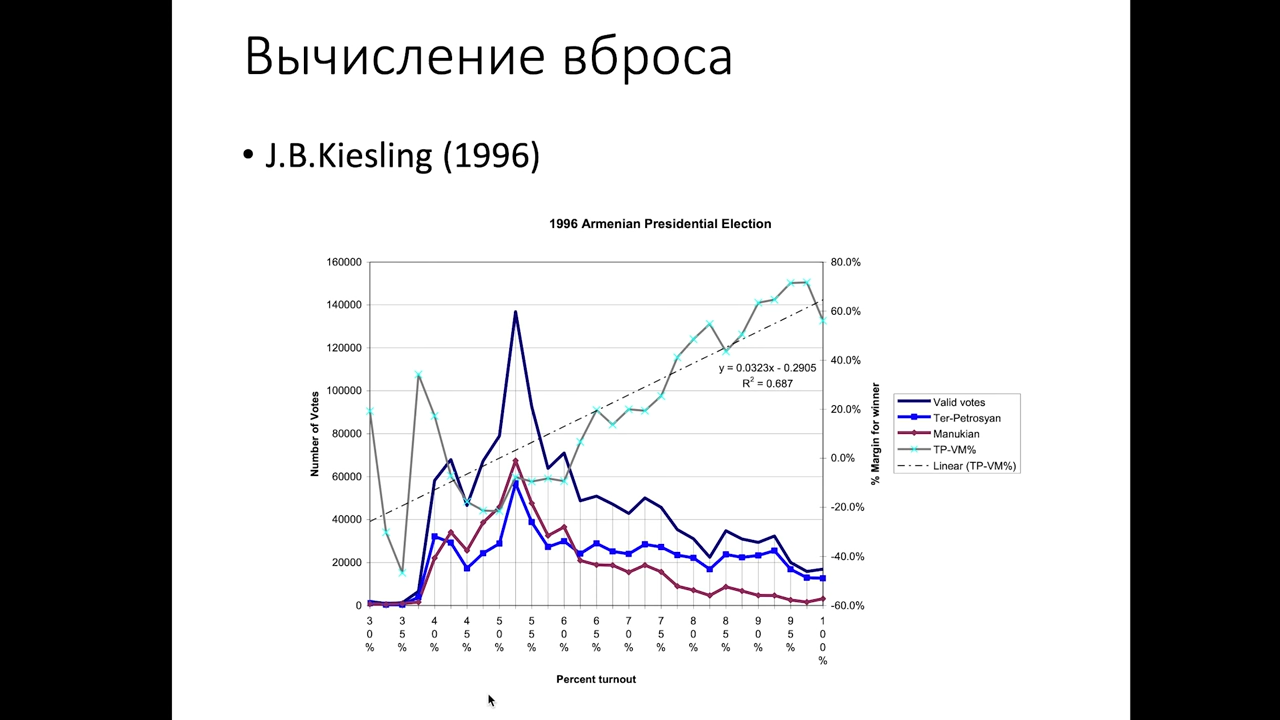 Вычисление вброса
• J.B.Kiesling (1996)
1996 Armenian Presidential Election
160000
140000
120000
100000
80000
60000
40000
20000
0
Number of Votes
80.0%
60.0%
40.0%
20.0%
0.0%
-20.0%
-40.0%
-60.0%
% Margin for winner
y = 0.0323x - 0.2905
R² = 0.687
Valid votes
Ter-Petrosyan
Manukian
TP-VM%
Linear (TP-VM%)
30%
35%
40%
45%
50%
55%
60%
65%
70%
75%
80%
85%
90%
95%
100%
Percent turnout